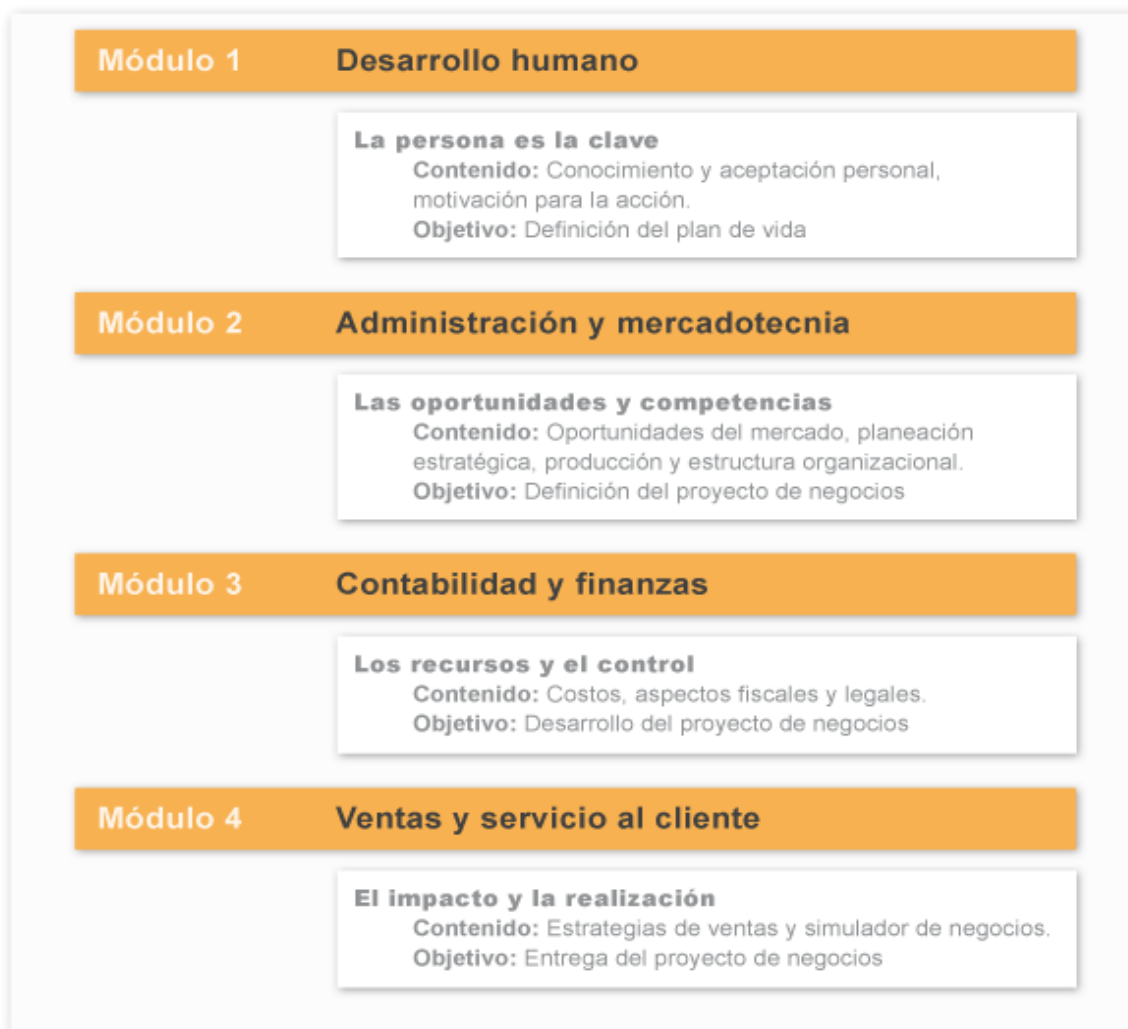 Módulo 1 Desarrollo humano
La persona es la clave
Contenido: Conocimiento y aceptación personal,
motivación para la acción.
Objetivo: Definición del plan de vida
Módulo 2 Administración y mercadotecnia
Las oportunidades y competencias
Contenido: Oportunidades del mercado, planeación
estratégica, producción y estructura organizacional.
Objetivo: Definición del proyecto de negocios
Módulo 3 Contabilidad y finanzas
Los recursos y el control
Contenido: Costos, aspectos fiscales y legales.
Objetivo: Desarrollo del proyecto de negocios
Módulo 4 Ventas y servicio al cliente
El impacto y la realización
Contenido: Estrategias de ventas y simulador de negocios.
Objetivo: Entrega del proyecto de negocios